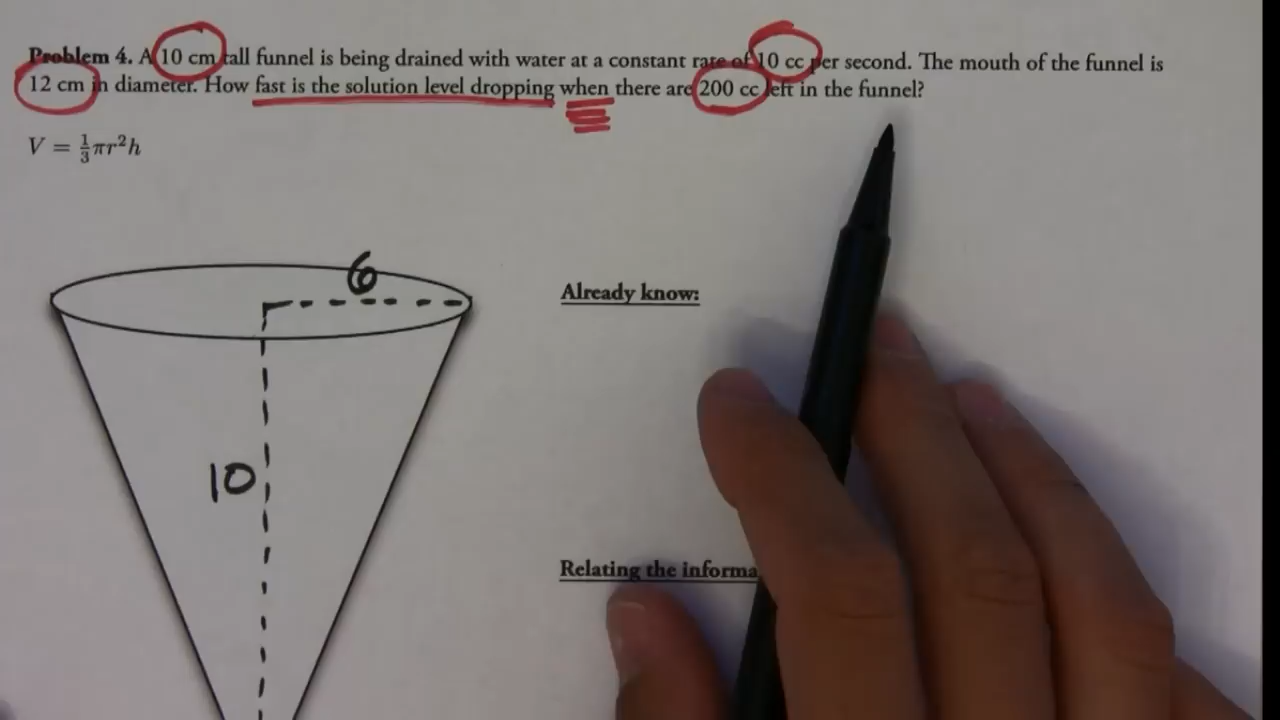 Problem 4. A 10 cm tall funnel is being drained with water at a constant rate of 10 cc per second. The mouth of the funnel is
12 cm in diameter. How fast is the solution level dropping when there are 200 cc left in the funnel?
V = 1/3 πr²h
6
Already know:
10
Relating the informa